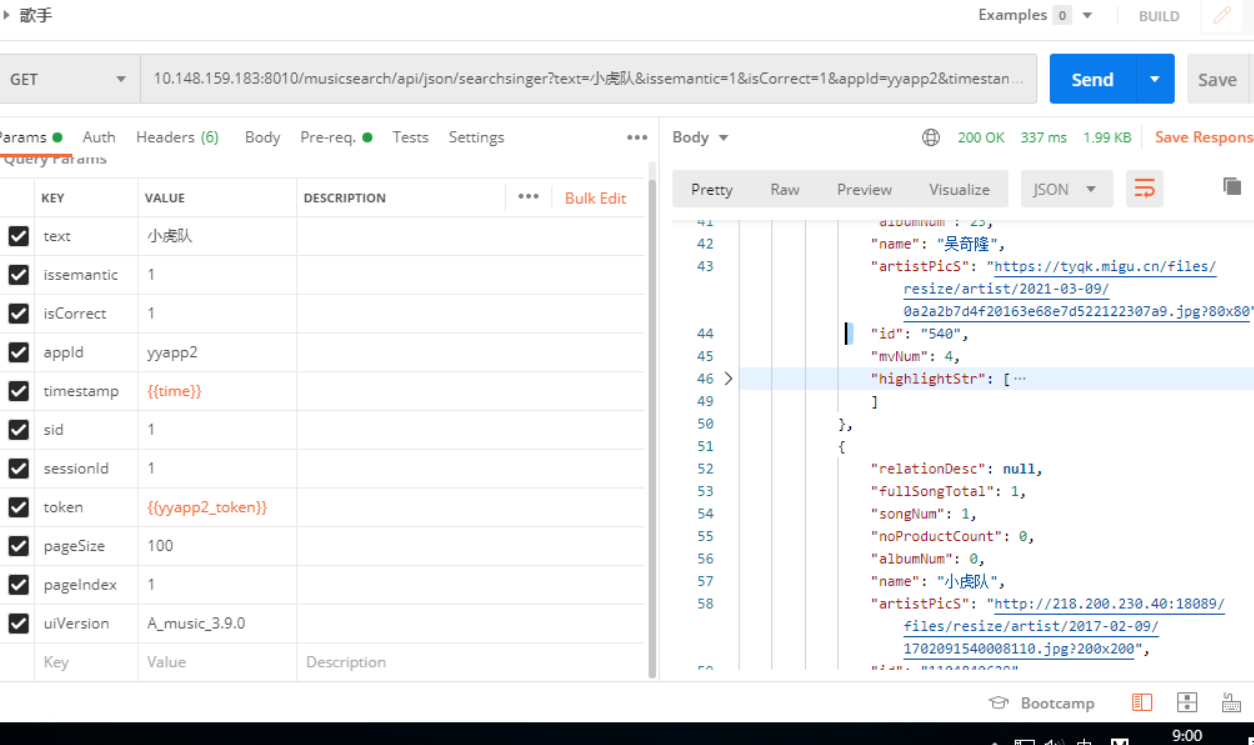 歌手
Examples 0
BUILD
GET
10.148.159.183:8010/musicsearch/api/json/searchsinger?text=小虎队&issemantic=1&isCorrect=1&appId=yyapp2&timestan...
Send
Save
Params
Auth
Headers (6)
Body
Pre-req.
Tests
Settings
Query Params
KEY VALUE DESCRIPTION Bulk Edit
text 小虎队
issemantic 1
isCorrect 1
appId yyapp2
timestamp {{time}}
sid 1
sessionId 1
token {{yyapp2_token}}
pageSize 100
pageIndex 1
uiVersion A_music_3.9.0
Key Value Description
Body
200 OK 337 ms 1.99 KB Save Respons
Pretty Raw Preview Visualize JSON
41 "albumNum": 23,
42 "name": "吴奇隆",
43 "artistPicS": "https://tyqk.migu.cn/files/
resize/artist/2021-03-09/
0a2a2b7d4f20163e68e7d522122307a9.jpg?80x80"
44 "id": "540",
45 "mvNum": 4,
46 "highlightStr": [...
49 ]
50 },
51 {
52 "relationDesc": null,
53 "fullSongTotal": 1,
54 "songNum": 1,
55 "noProductCount": 0,
56 "albumNum": 0,
57 "name": "小虎队",
58 "artistPicS": "http://218.200.230.40:18089/
files/resize/artist/2017-02-09/
1702091540008110.jpg?200x200",
Bootcamp
中
9:00